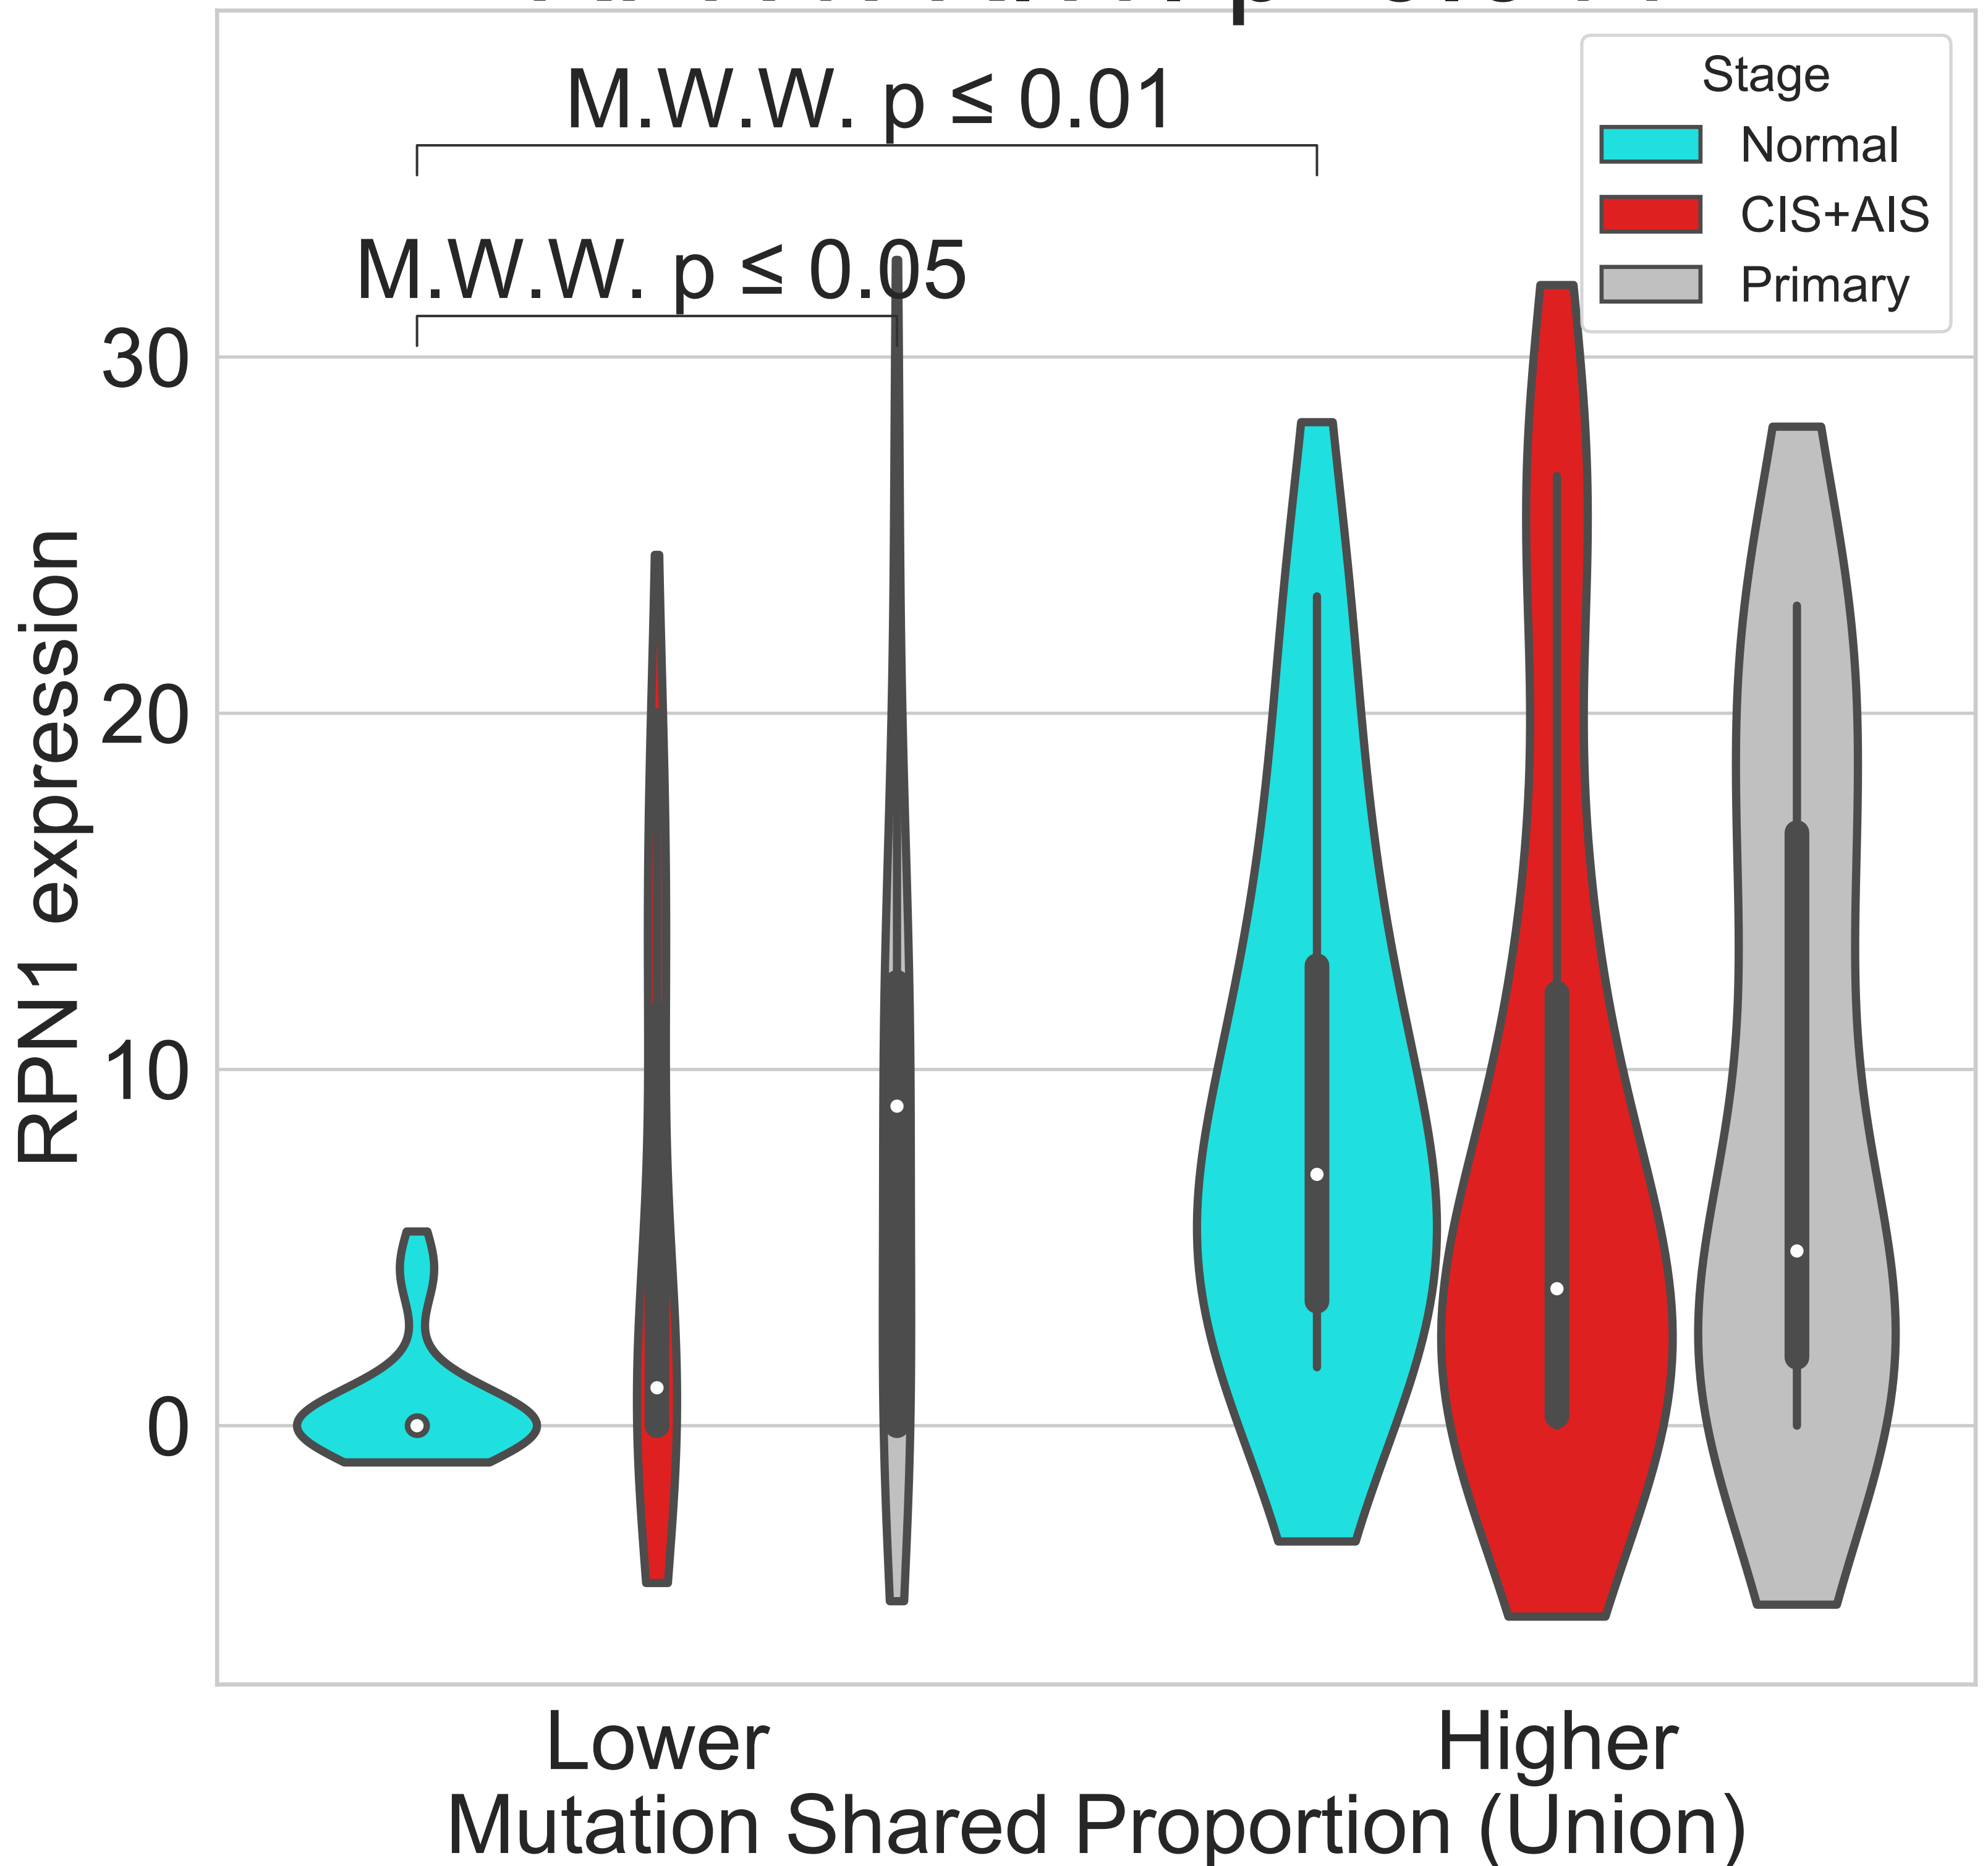 M.W.W. p ≤ 0.01
M.W.W. p ≤ 0.05
Stage
Normal
CIS+AIS
Primary
RPN1 expression
30
20
10
0
Lower
Higher
Mutation Shared Proportion (Union)